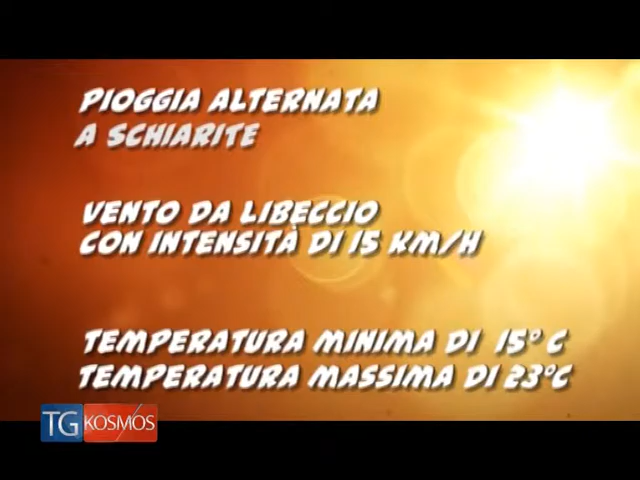 PIOGGIA ALTERNATA
A SCHIARITE
VENTO DA LIBECCIO
CON INTENSITÀ DI 15 KM/H
TEMPERATURA MINIMA DI 15° C
TEMPERATURA MASSIMA DI 23°C
TG KOSMOS